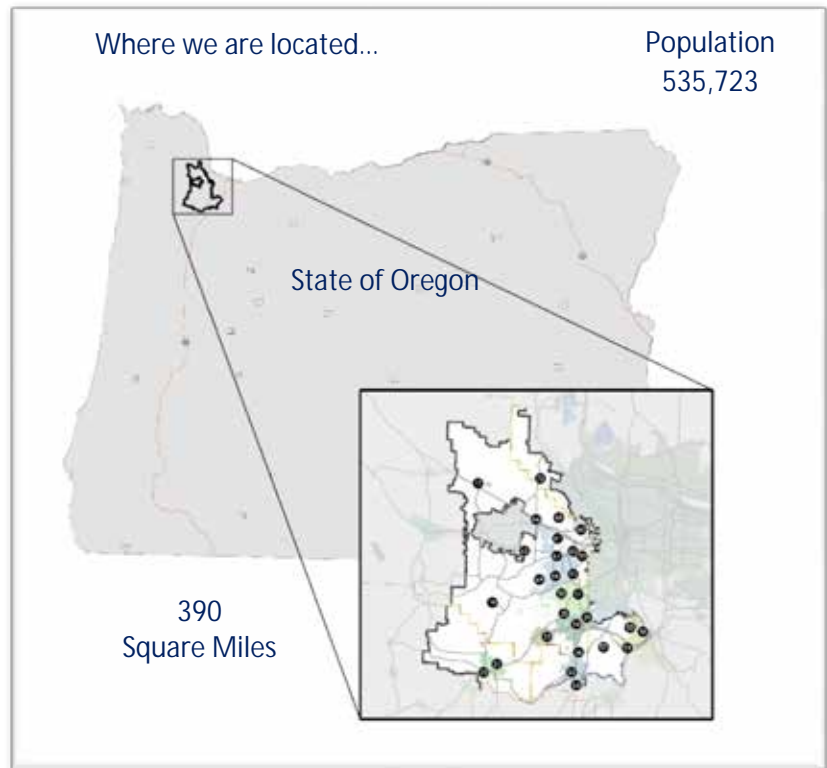 Where we are located...
Population
535,723
State of Oregon
390
Square Miles